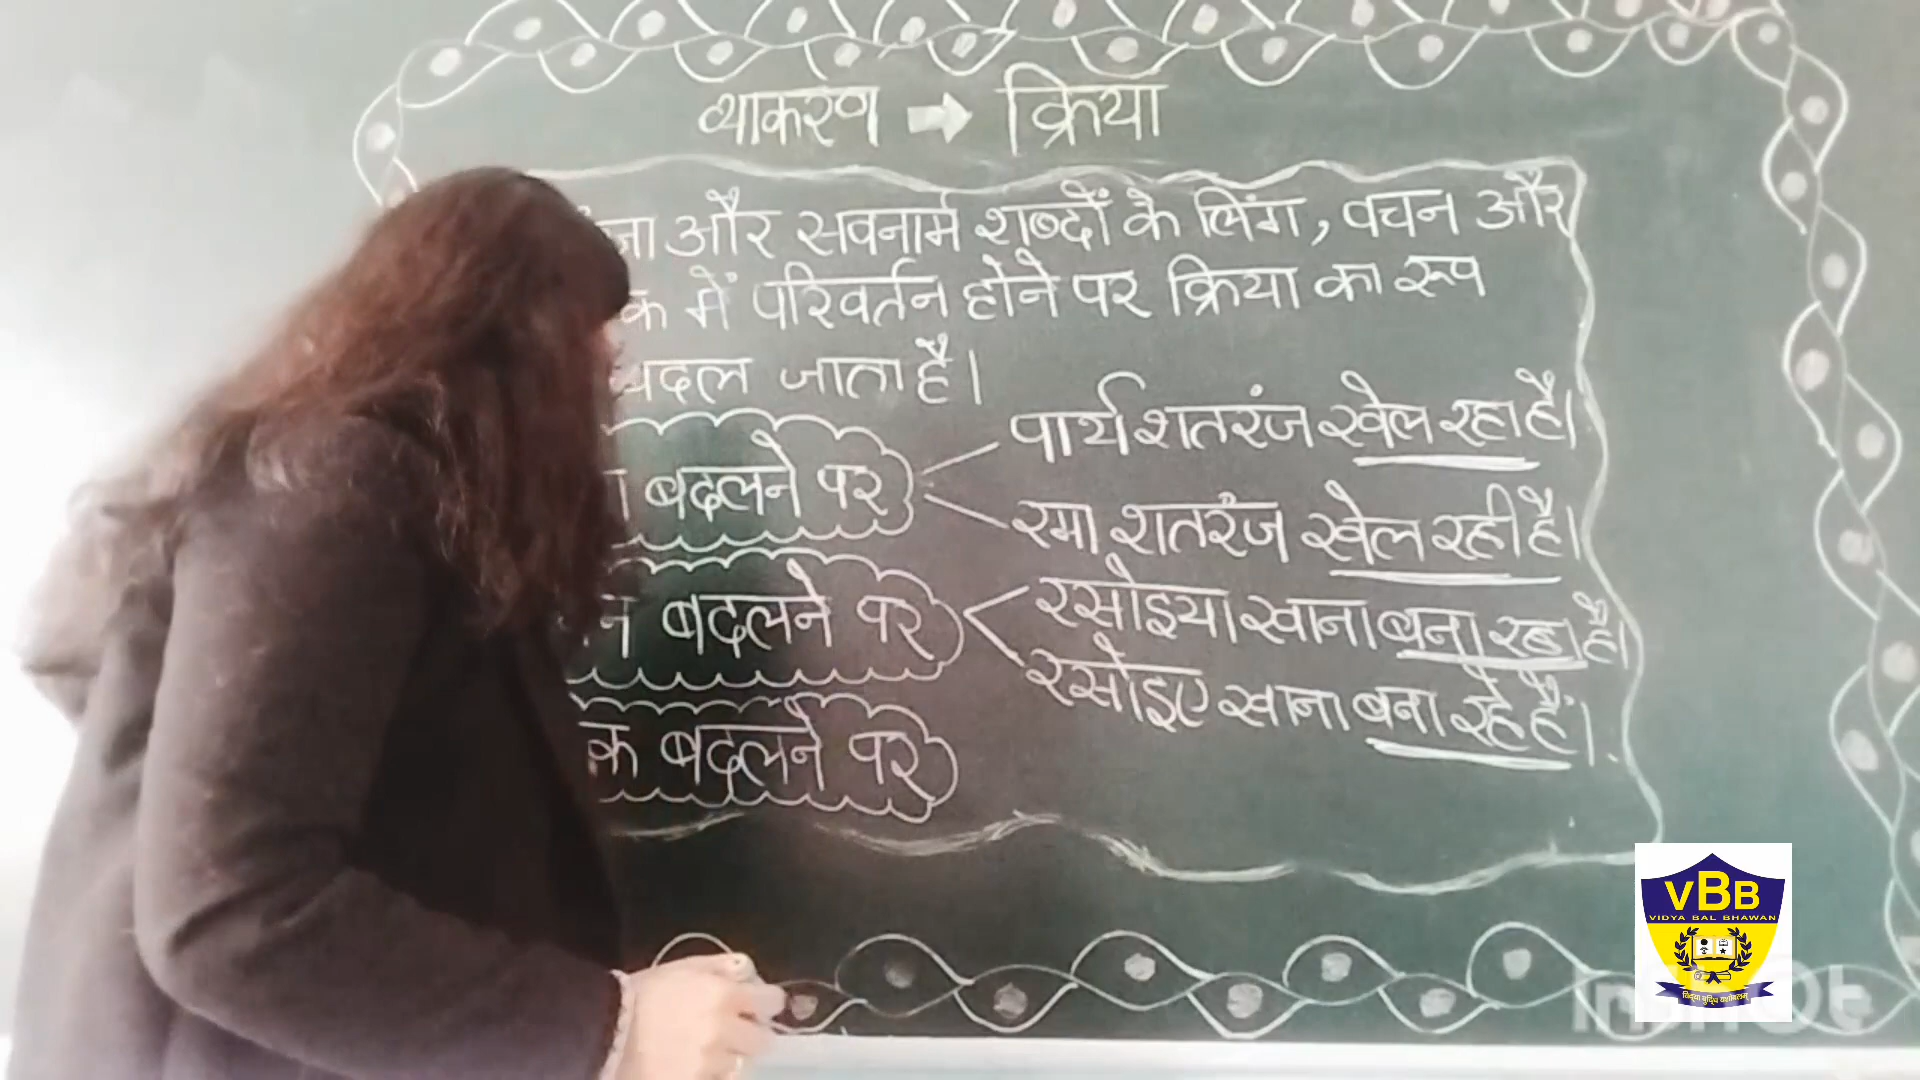 व्याकरण → क्रिया
और सवनार्म शब्दों के लिंग, वचन और
में परिवर्तन होने पर क्रिया का रूप
बदल जाता है।
बदलने पर
पार्थ शतरंज खेल रहा है।
रमा शतरंज खेल रही है।
बदलने पर
रसोइया खाना बना रहा है।
रसोइए खाना बना रहे हैं।
बदलने पर
VBB
VIDYA BAL BHAWAN